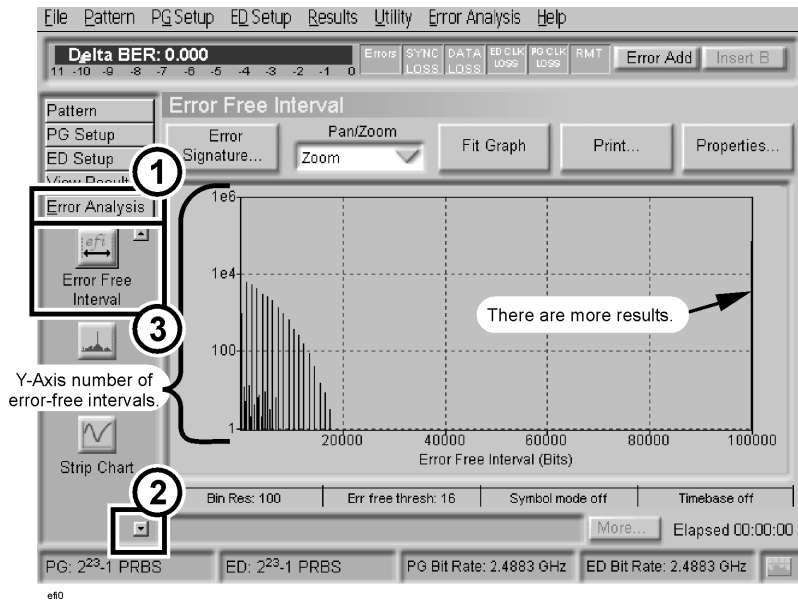 File Pattern PG Setup ED Setup Results Utility Error Analysis Help
Delta BER: 0.000
11 -10 -9 -8 -7 -6 -5 -4 -3 -2 -1 0
Errors
SYNC LOSS
DATA LOSS
ED CLK LOSS
PG CLK LOSS
RMT
Error Add
Insert B
Pattern
PG Setup
ED Setup
View Result
Error Analysis
1
efi
Error Free
Interval
3
Strip Chart
2
Error Free Interval
Error
Signature...
Pan/Zoom
Zoom
Fit Graph
Print...
Properties...
1e6
1e4
100
1
There are more results.
Y-Axis number of
error-free intervals.
20000 40000 60000 80000 100000
Error Free Interval (Bits)
Bin Res: 100
Err free thresh: 16
Symbol mode off
Timebase off
More...
Elapsed 00:00:00
PG: 2²³-1 PRBS
ED: 2²³-1 PRBS
PG Bit Rate: 2.4883 GHz
ED Bit Rate: 2.4883 GHz
efi0